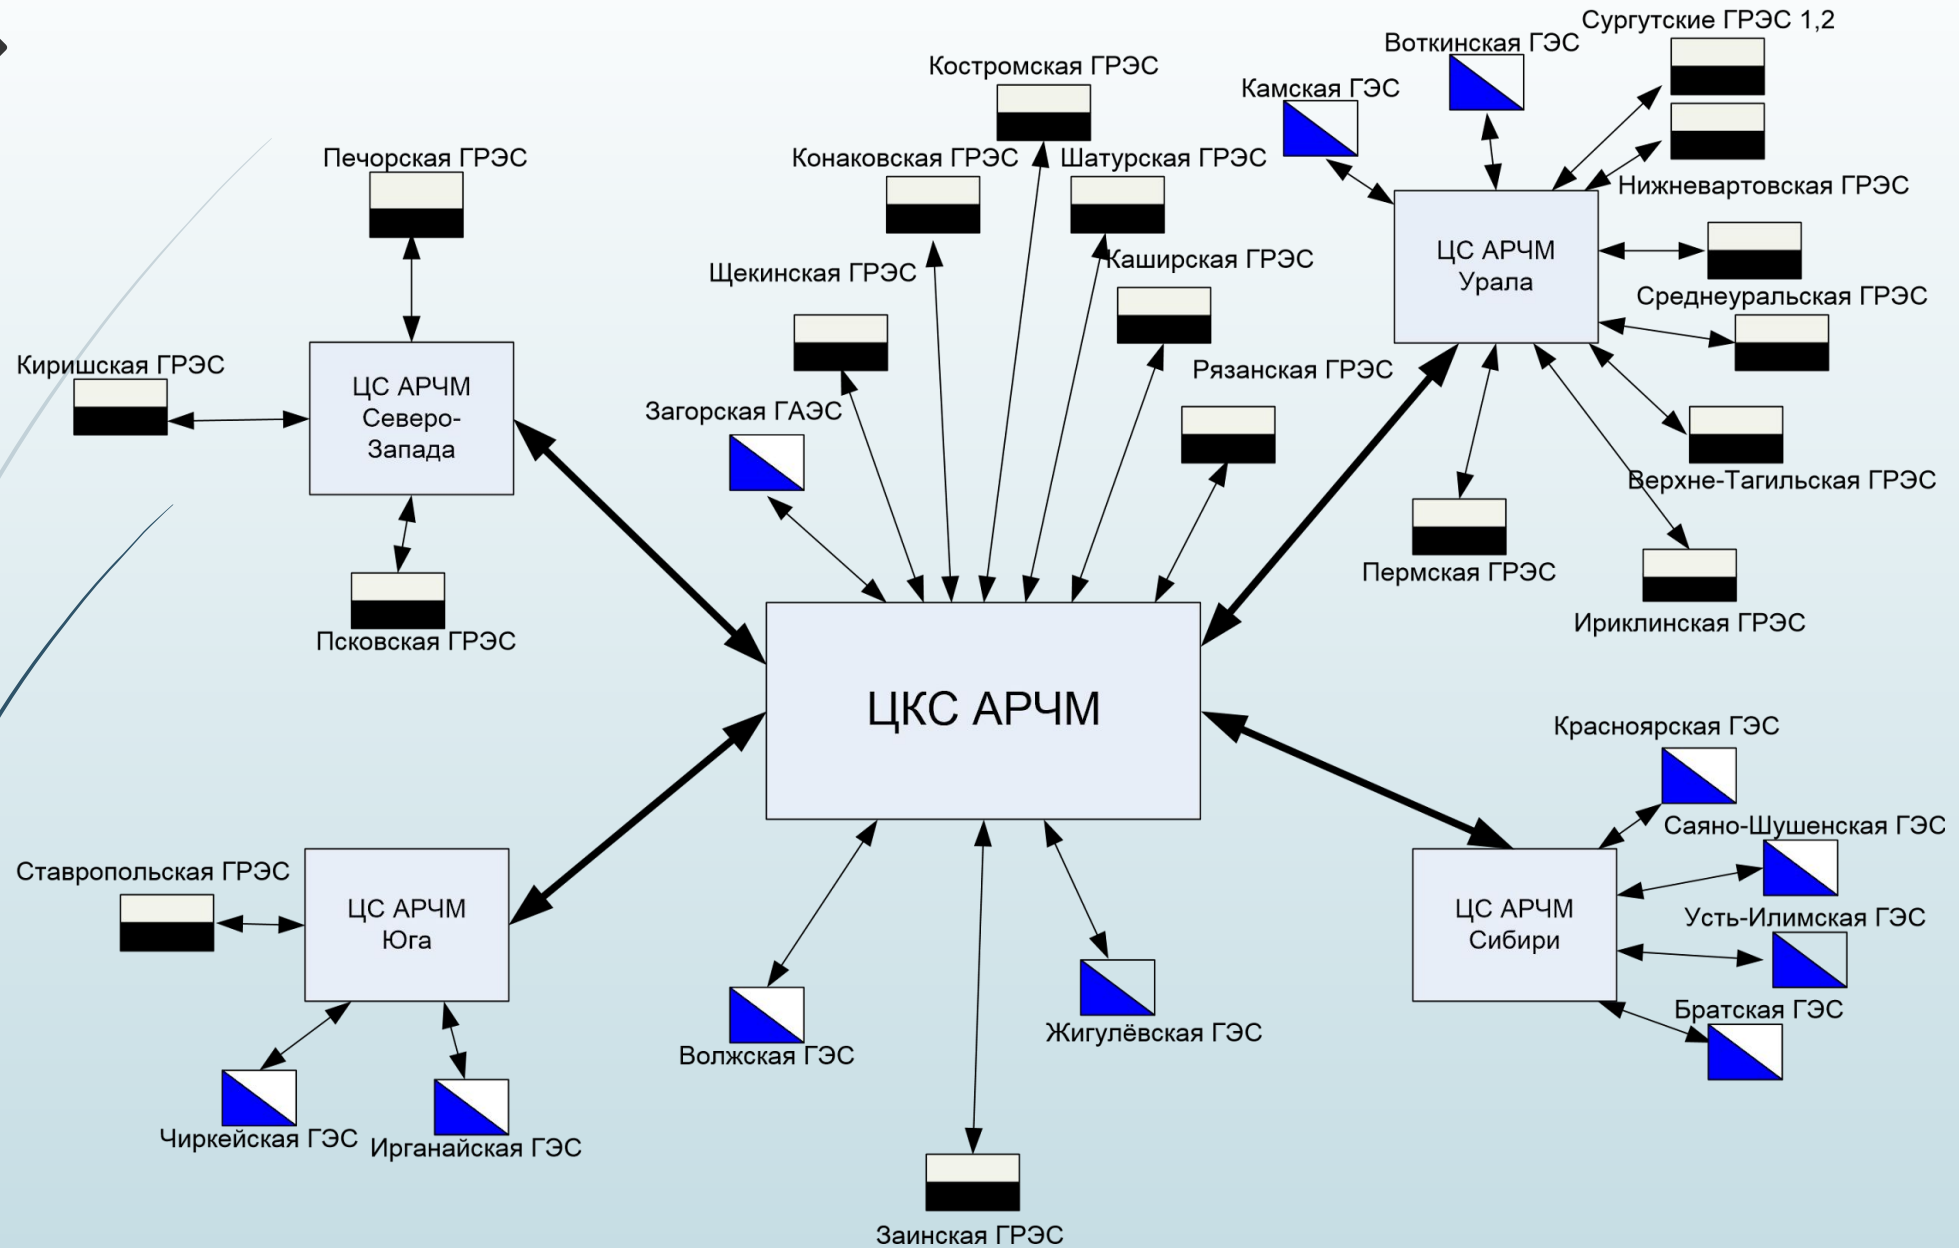 Сургутские ГРЭС 1,2
Воткинская ГЭС
Костромская ГРЭС
Камская ГЭС
Печорская ГРЭС
Конаковская ГРЭС
Шатурская ГРЭС
Нижневартовская ГРЭС
ЦС АРЧМ
Урала
Каширская ГРЭС
Щекинская ГРЭС
Среднеуральская ГРЭС
Киришская ГРЭС
ЦС АРЧМ
Северо-
Запада
Рязанская ГРЭС
Загорская ГАЭС
Верхне-Тагильская ГРЭС
Пермская ГРЭС
Ириклинская ГРЭС
Псковская ГРЭС
ЦКС АРЧМ
Красноярская ГЭС
Саяно-Шушенская ГЭС
Ставропольская ГРЭС
ЦС АРЧМ
Юга
ЦС АРЧМ
Сибири
Усть-Илимская ГЭС
Братская ГЭС
Жигулёвская ГЭС
Волжская ГЭС
Чиркейская ГЭС
Ирганайская ГЭС
Заинская ГРЭС